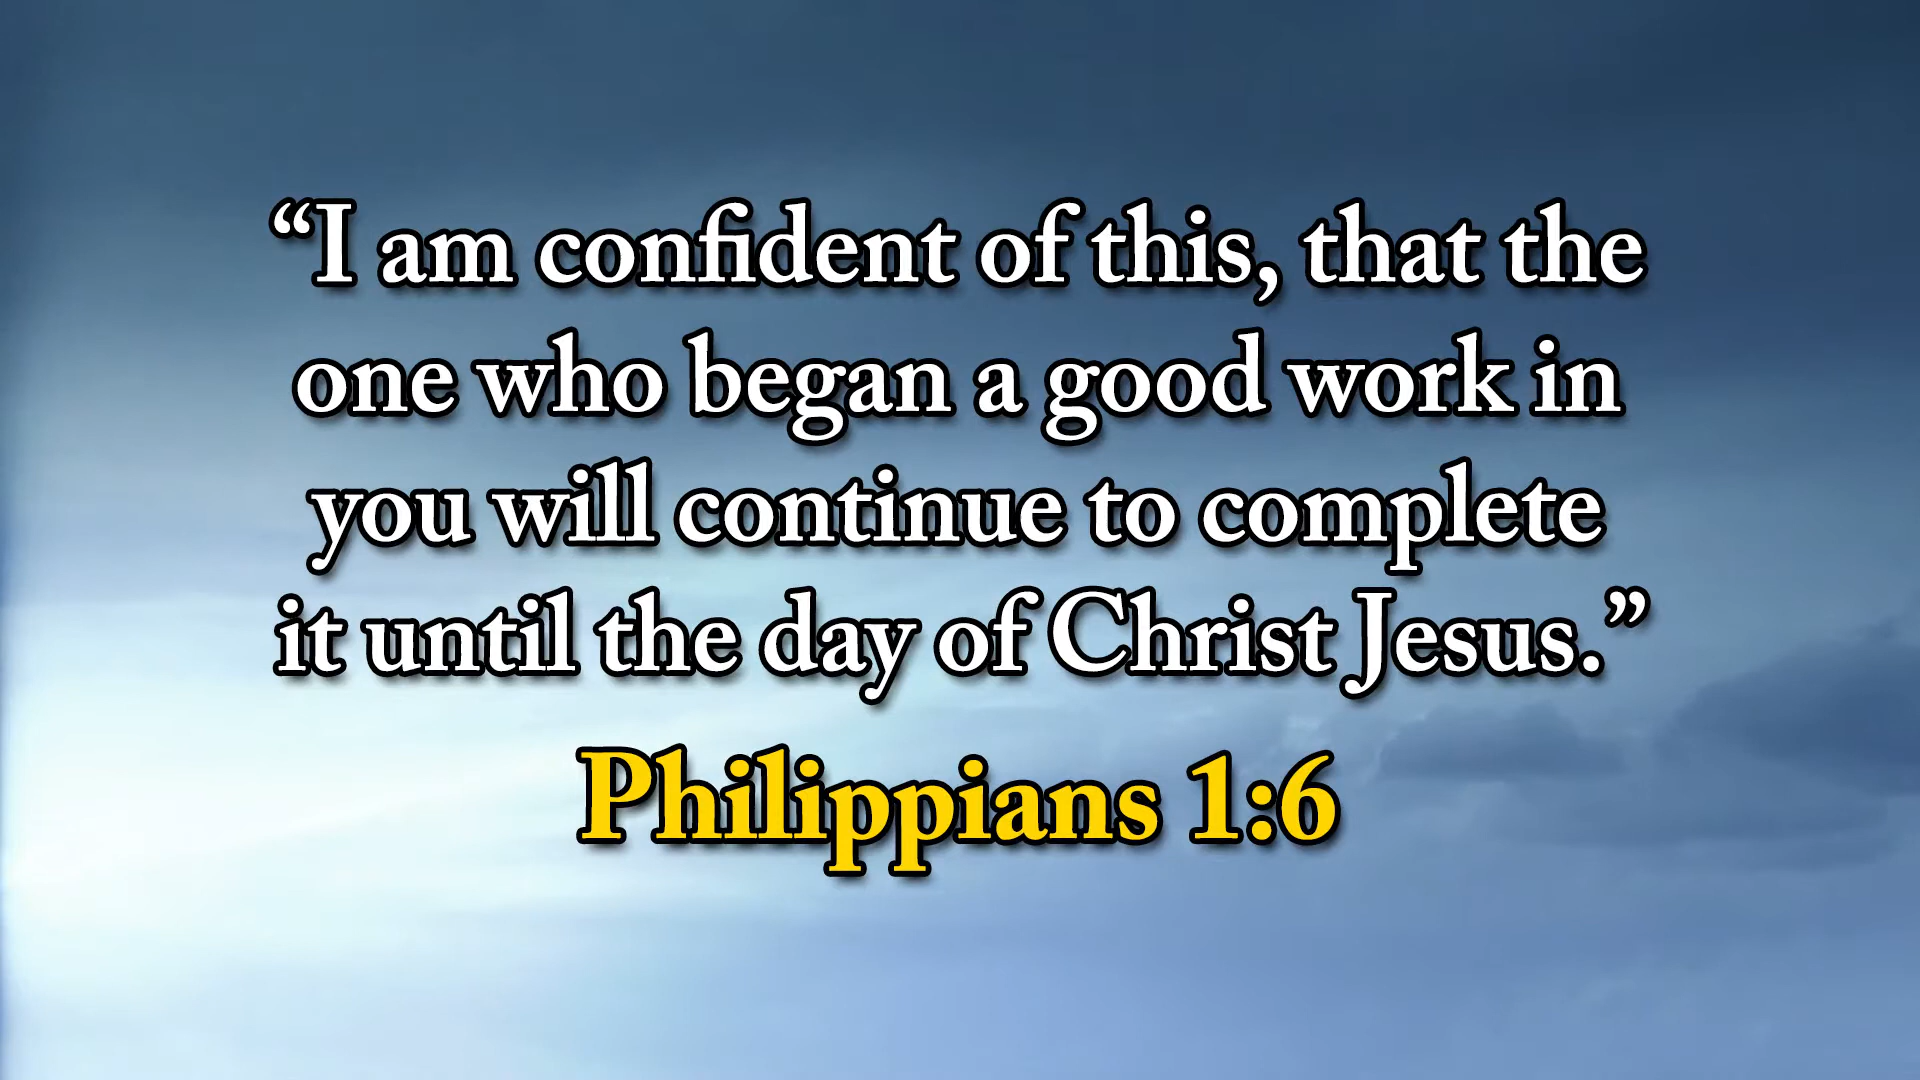 “I am confident of this, that the
one who began a good work in
you will continue to complete
it until the day of Christ Jesus.”
Philippians 1:6